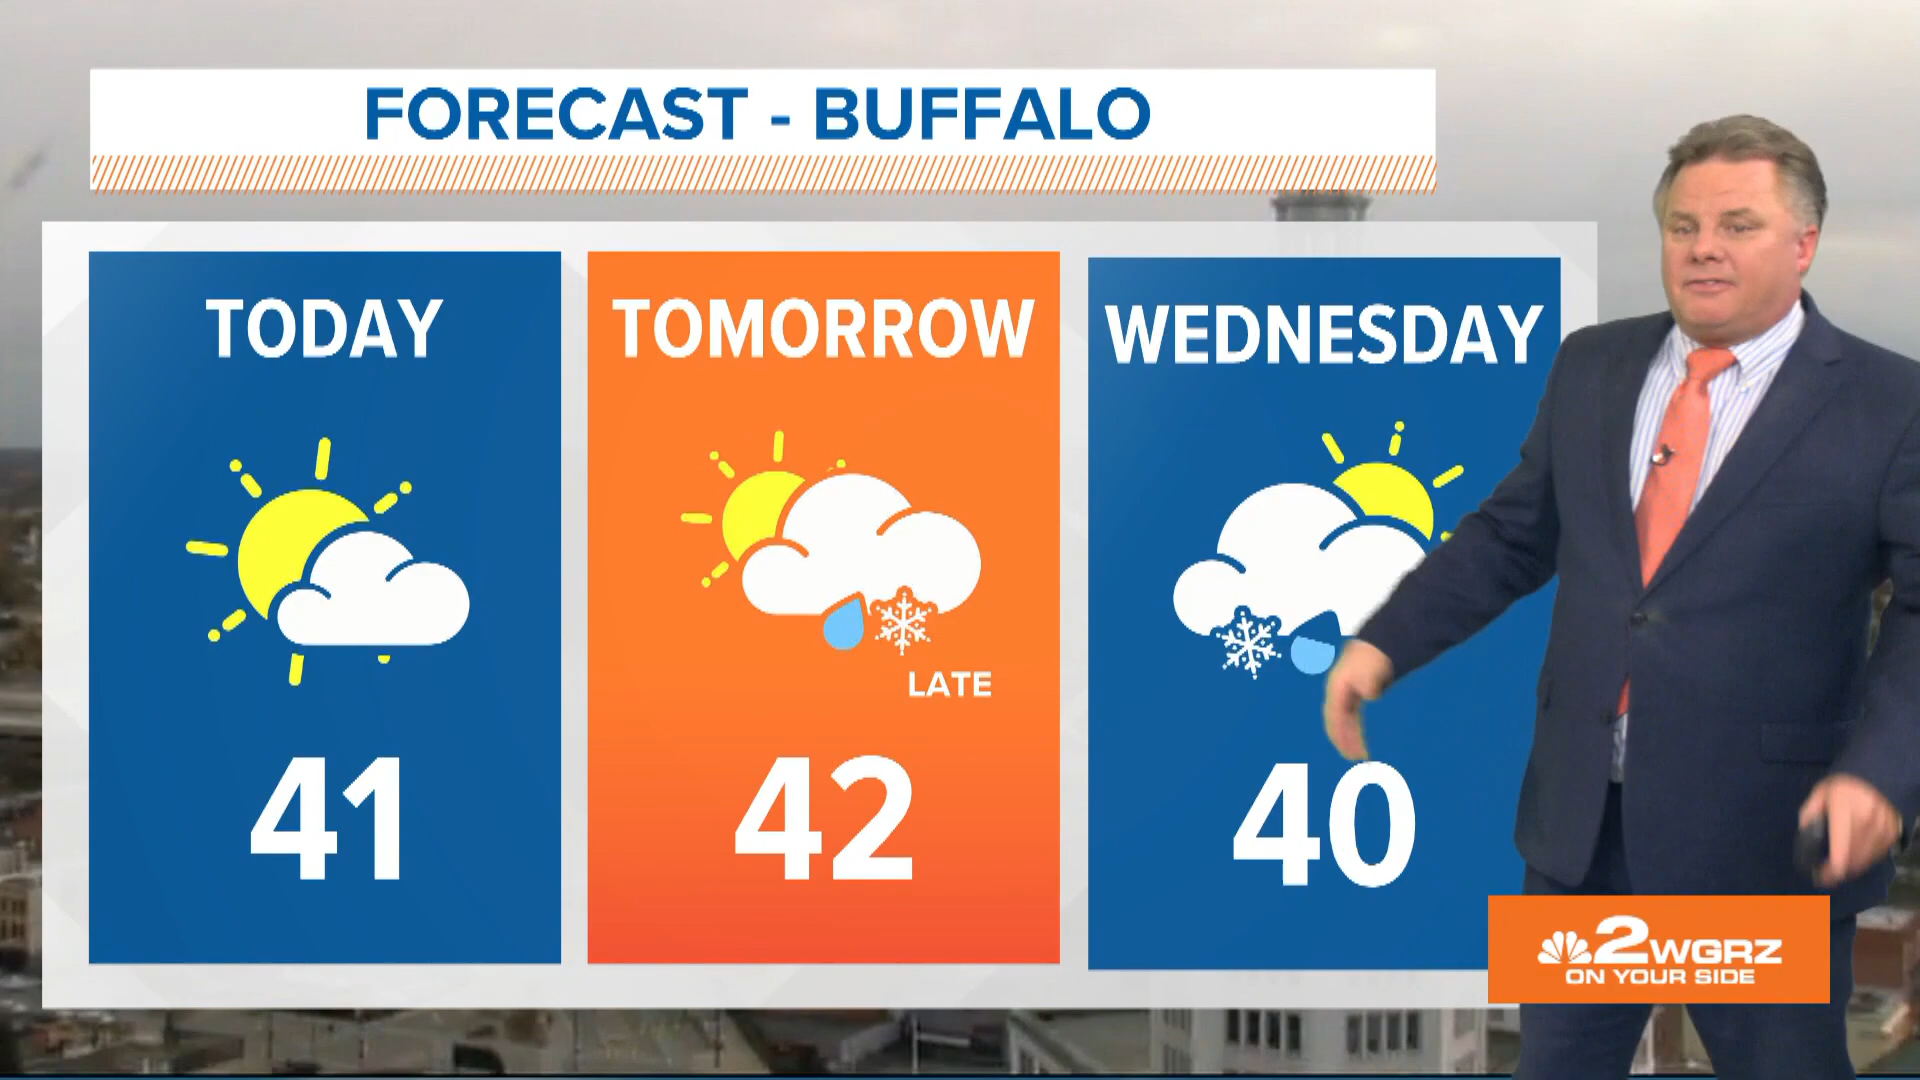 FORECAST - BUFFALO
TODAY
41
TOMORROW
LATE
42
WEDNESDAY
40
2WGRZ
ON YOUR SIDE